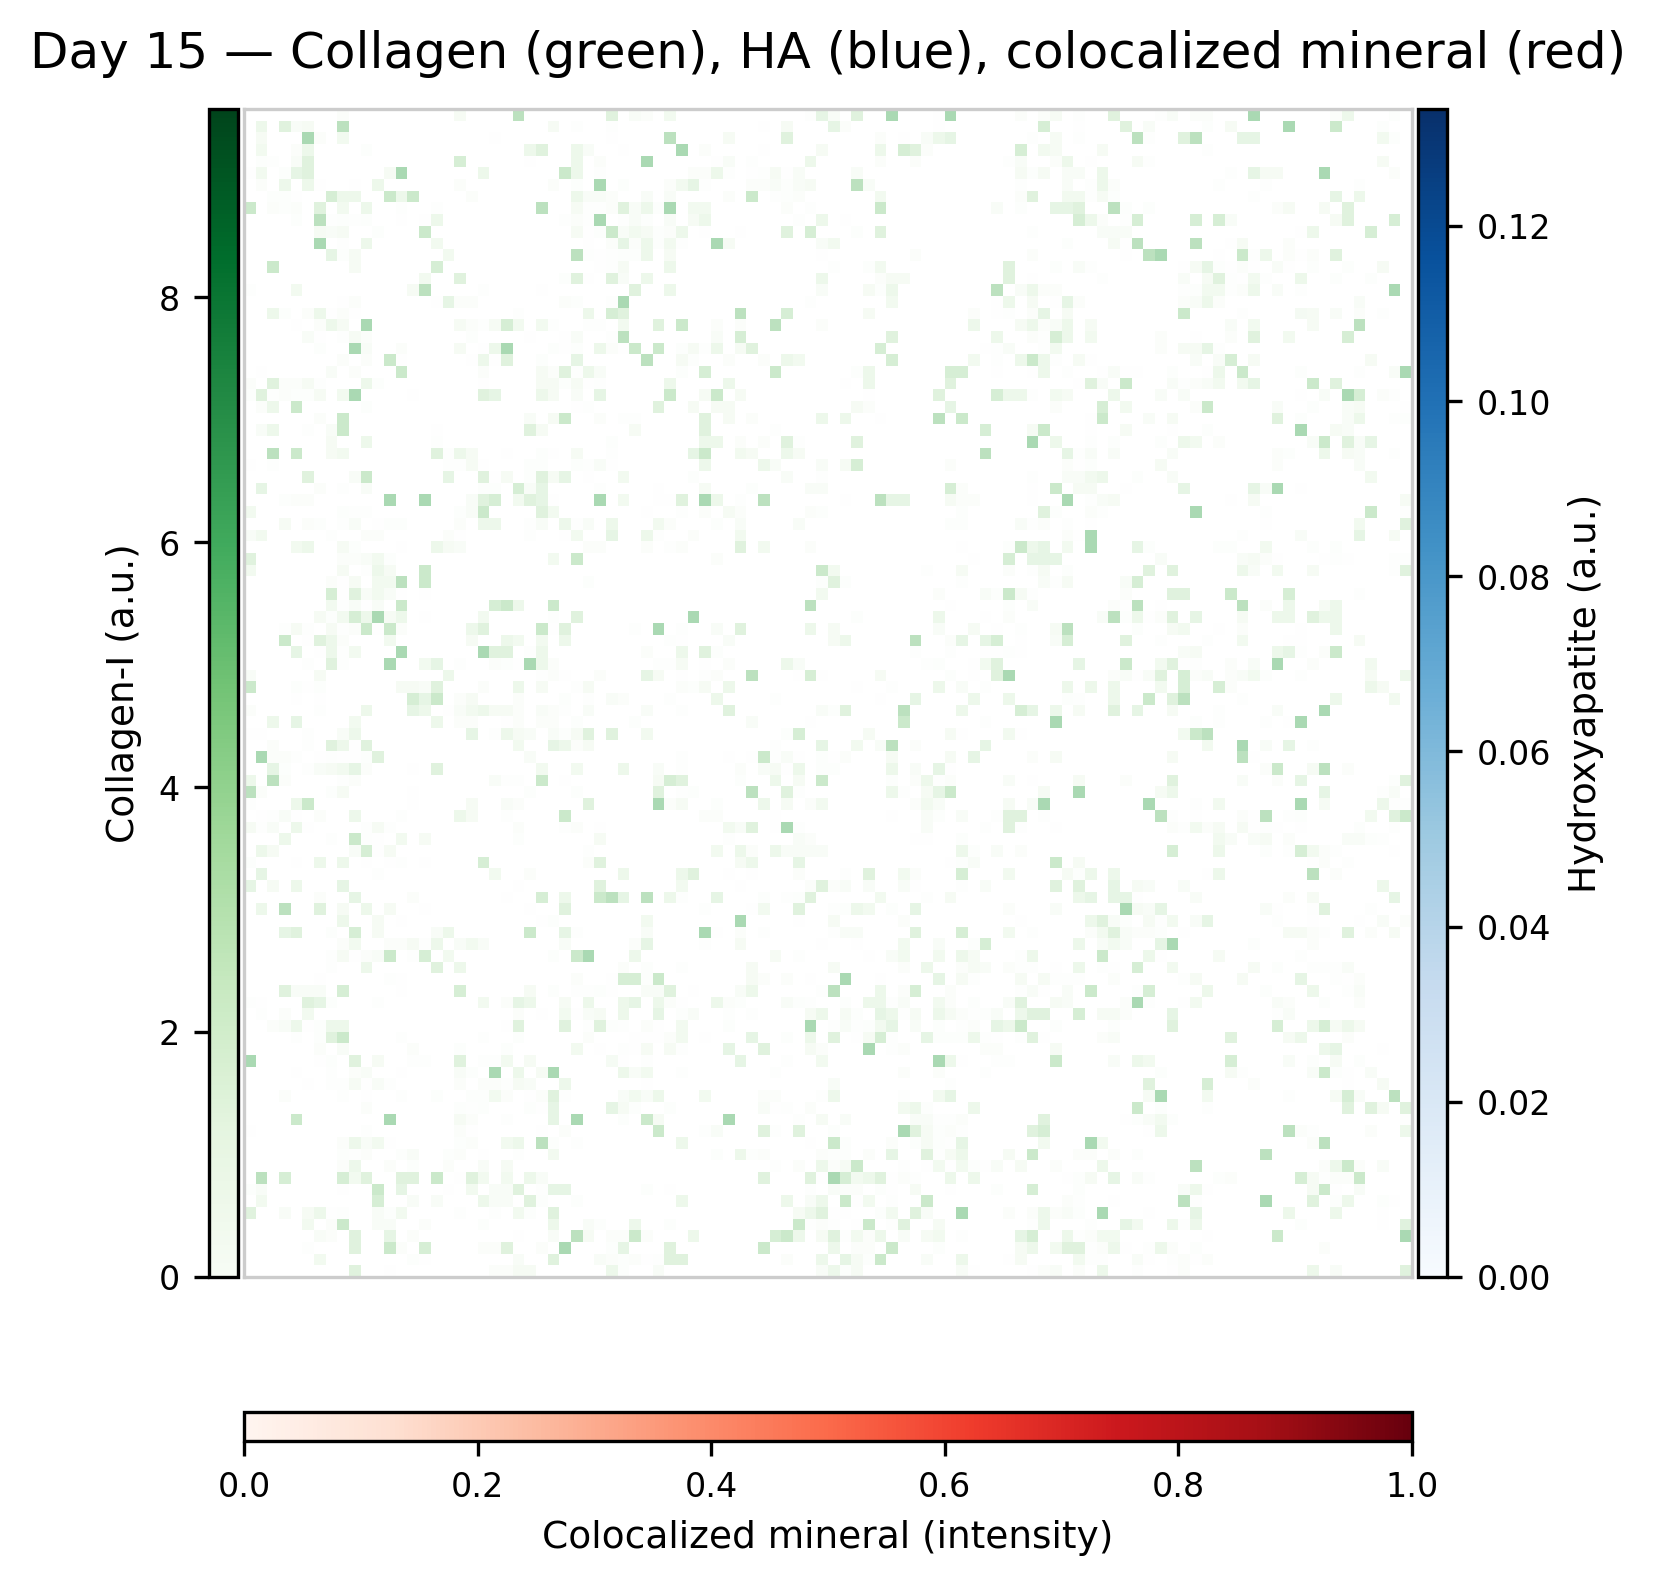 Day 15 — Collagen (green), HA (blue), colocalized mineral (red)
Collagen-I (a.u.)
8
6
4
2
0
0.12
0.10
0.08
0.06
0.04
0.02
0.00
Hydroxyapatite (a.u.)
0.0 0.2 0.4 0.6 0.8 1.0
Colocalized mineral (intensity)